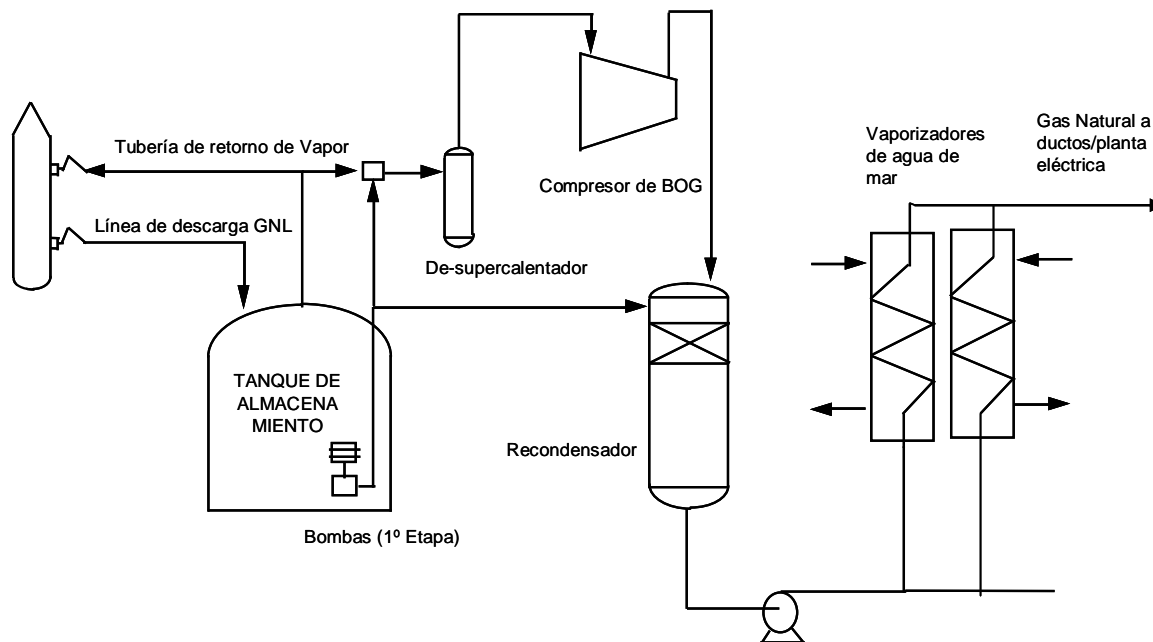 Tubería de retorno de Vapor
Línea de descarga GNL
TANQUE DE
ALMACENA
MIENTO
Bombas (1º Etapa)
De-supercalentador
Compresor de BOG
Recondensador
Vaporizadores
de agua de
mar
Gas Natural a
ductos/planta
eléctrica